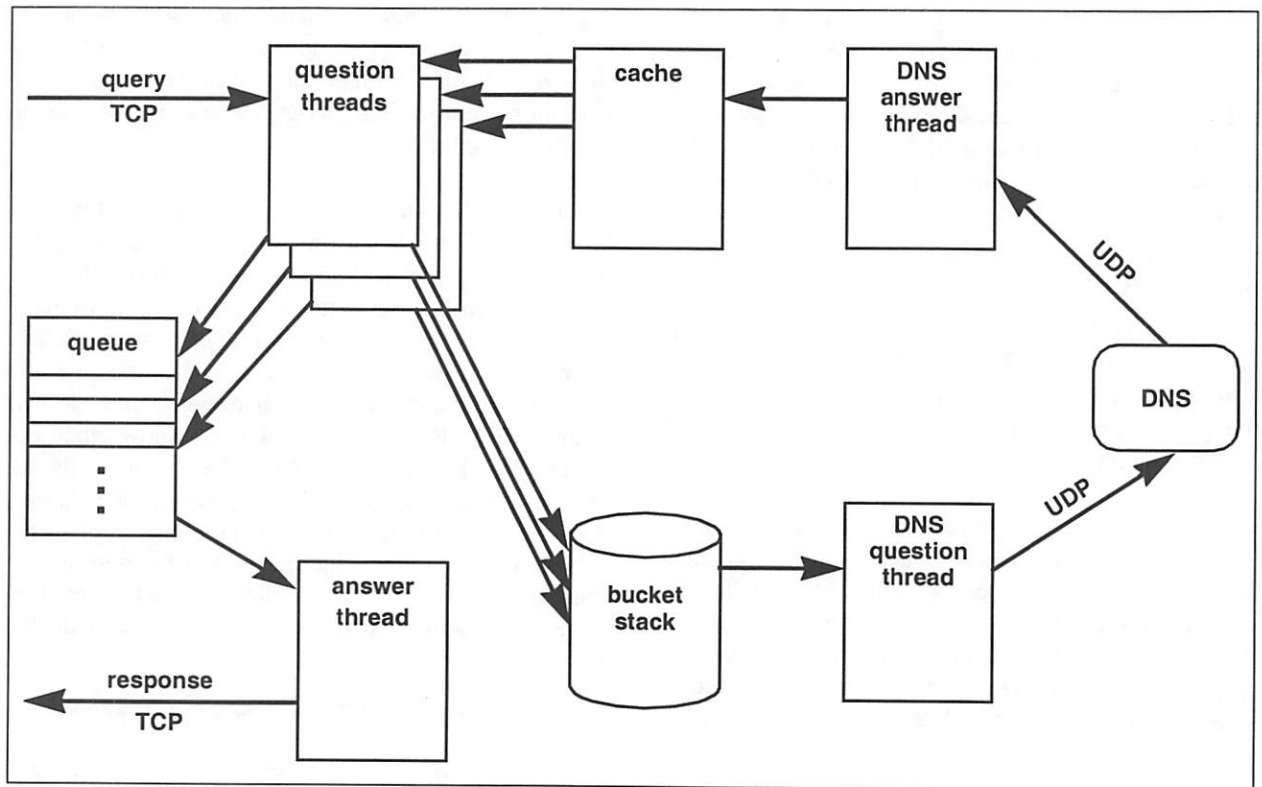 query
TCP
question
threads
cache
DNS
answer
thread
UDP
queue
DNS
UDP
DNS
question
thread
bucket
stack
answer
thread
response
TCP